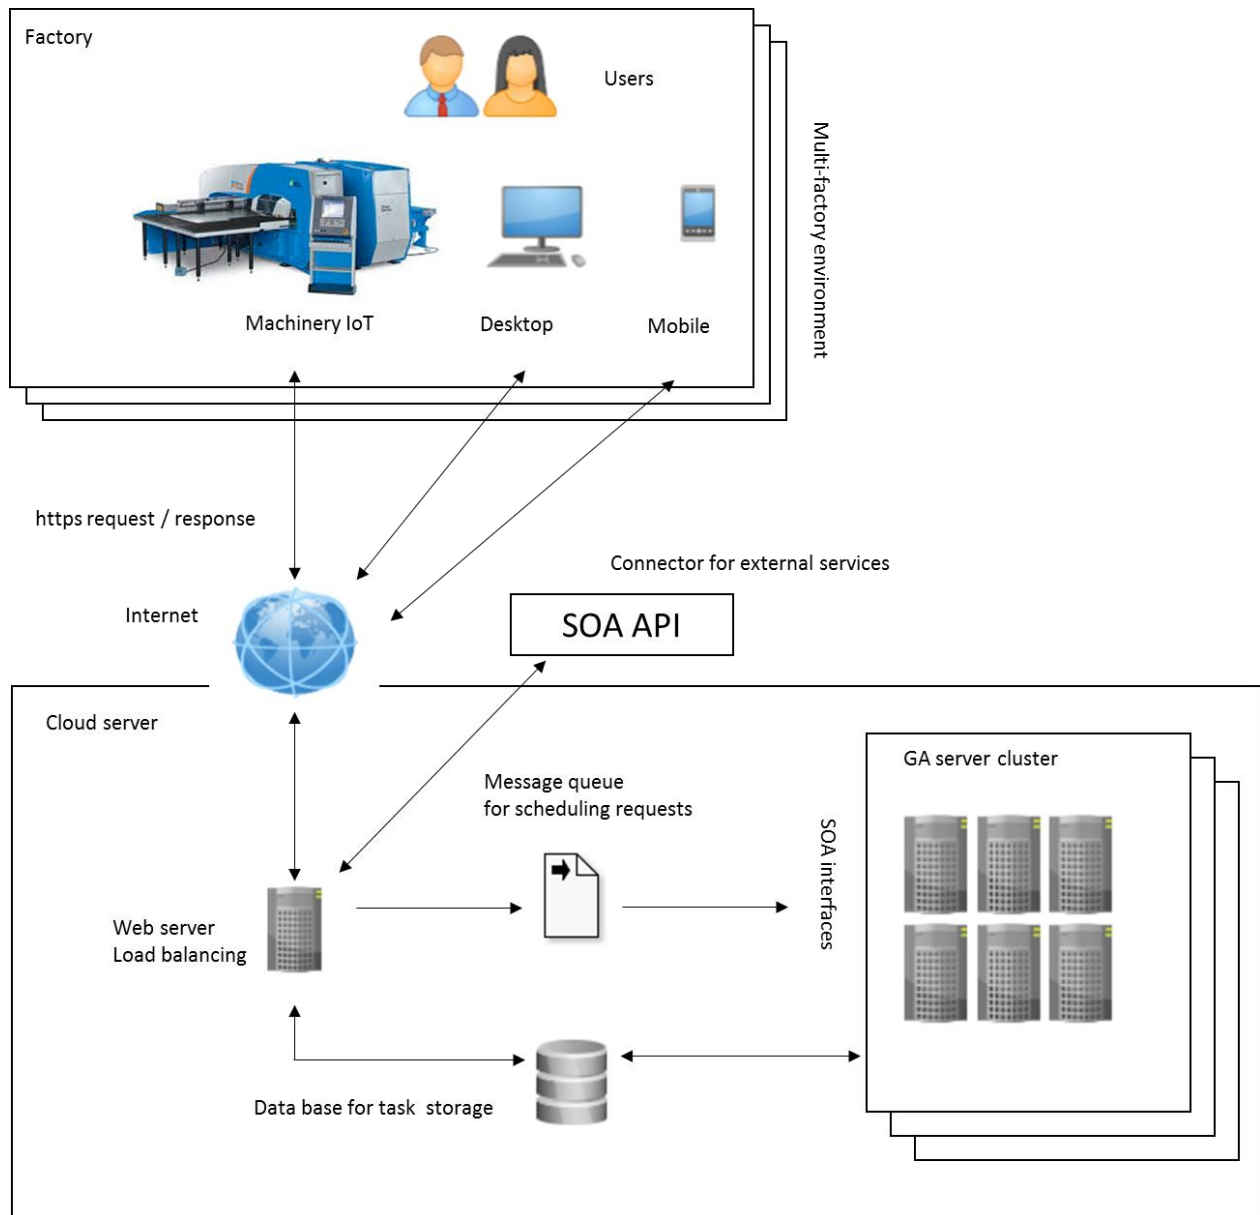 Factory
Users
Multi-factory environment
Machinery IoT
Desktop
Mobile
https request / response
Connector for external services
Internet
SOA API
Cloud server
GA server cluster
Message queue
for scheduling requests
SOA interfaces
Web server
Load balancing
Data base for task storage